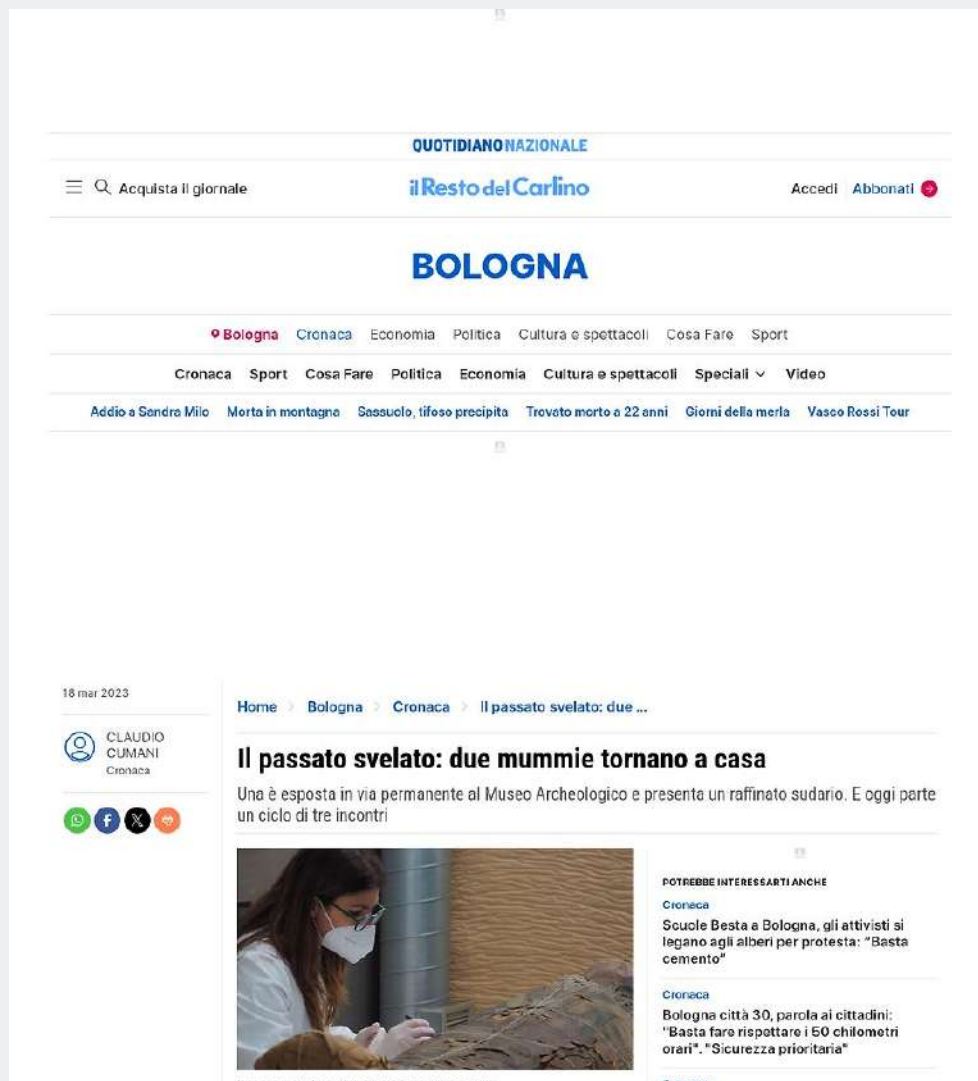 QUOTIDIANO NAZIONALE
Acquista il giornale
il Resto del Carlino
Accedi Abbonati
BOLOGNA
Bologna Cronaca Economia Politica Cultura e spettacoli Cosa Fare Sport
Cronaca Sport Cosa Fare Politica Economia Cultura e spettacoli Speciali Video
Addio a Sandra Milo Morta in montagna Sassuolo, tifoso precipita Trovato morto a 22 anni Giorni della merla Vasco Rossi Tour
18 mar 2023
CLAUDIO
CUMANI
Cronaca
Home Bologna Cronaca Il passato svelato: due ...
Il passato svelato: due mummie tornano a casa
Una è esposta in via permanente al Museo Archeologico e presenta un raffinato sudario. E oggi parte
un ciclo di tre incontri
POTREBBE INTERESSARTI ANCHE
Cronaca
Scuole Besta a Bologna, gli attivisti si
legano agli alberi per protesta: "Basta
cemento"
Cronaca
Bologna città 30, parola ai cittadini:
"Basta fare rispettare i 50 chilometri
orari". "Sicurezza prioritaria"